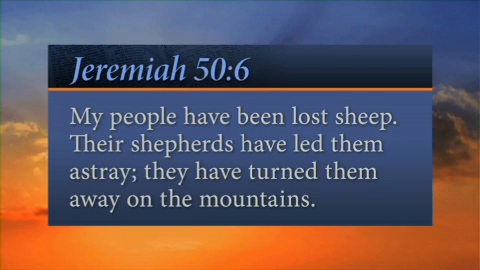 Jeremiah 50:6
My people have been lost sheep.
Their shepherds have led them
astray; they have turned them
away on the mountains.